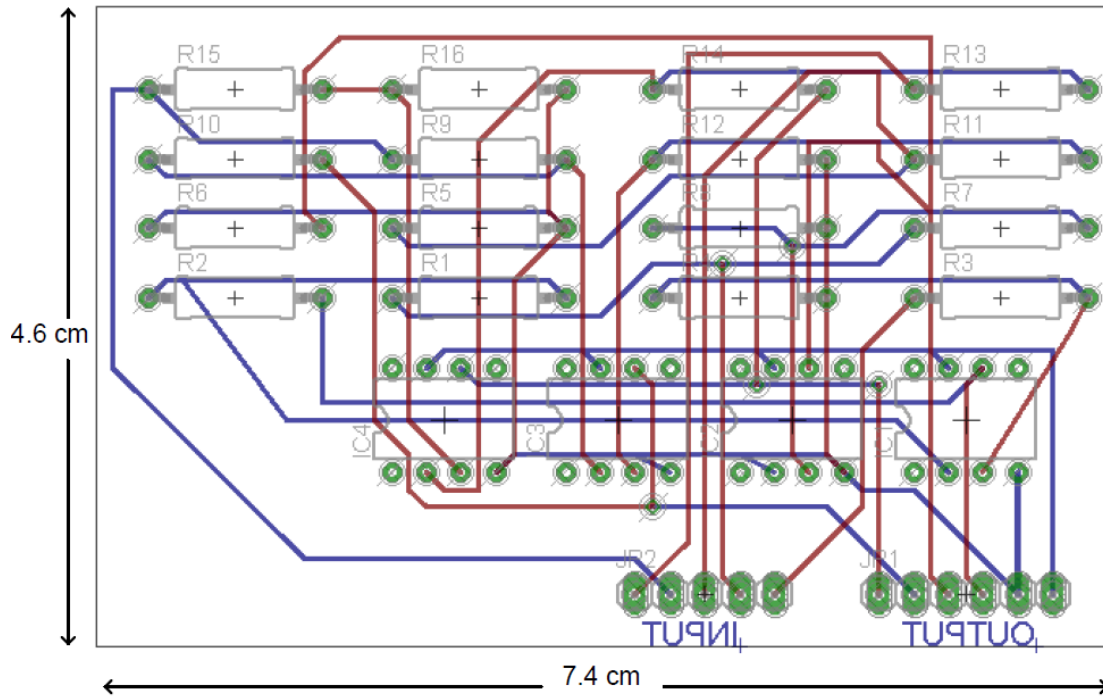 R15 R16 R14 R13
R10 R9 R12 R11
R6 R5 R8 R7
R2 R1 R3
4.6 cm
IC4 IC3 IC2 IC1
JP2 JP1
INPUT OUTPUT
7.4 cm